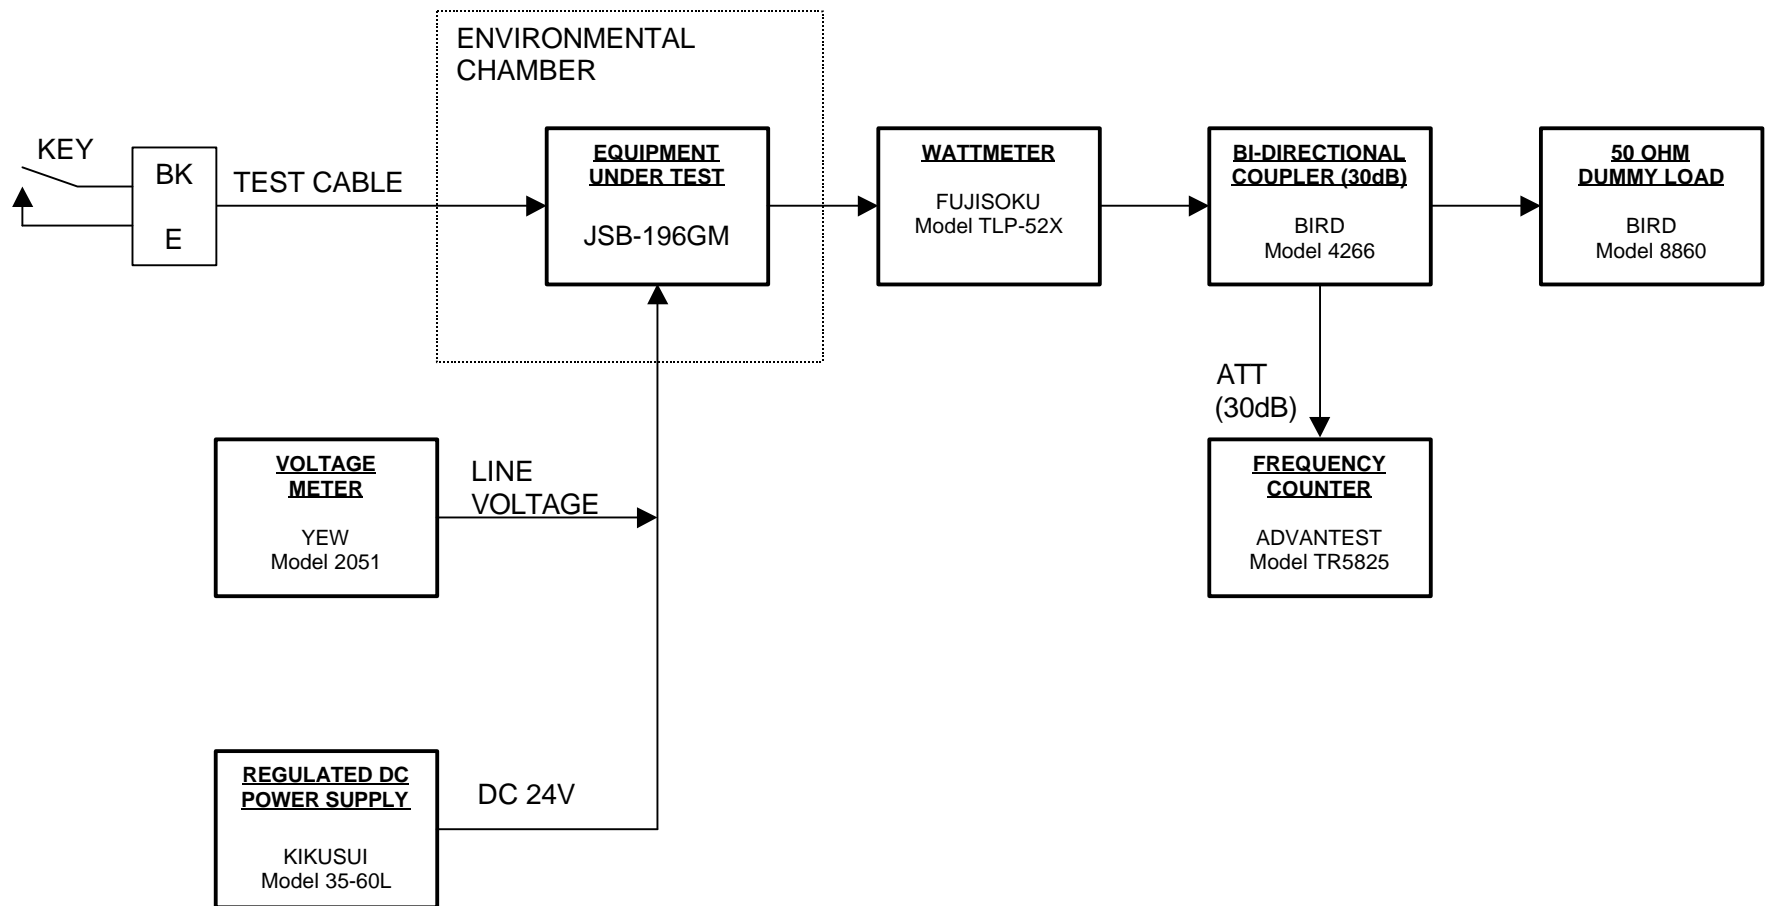 ENVIRONMENTAL
CHAMBER
KEY
BK
E
TEST CABLE
EQUIPMENT
UNDER TEST
JSB-196GM
WATTMETER
FUJISOKU
Model TLP-52X
BI-DIRECTIONAL
COUPLER (30dB)
BIRD
Model 4266
50 OHM
DUMMY LOAD
BIRD
Model 8860
ATT
(30dB)
VOLTAGE
METER
YEW
Model 2051
LINE
VOLTAGE
FREQUENCY
COUNTER
ADVANTEST
Model TR5825
REGULATED DC
POWER SUPPLY
KIKUSUI
Model 35-60L
DC 24V